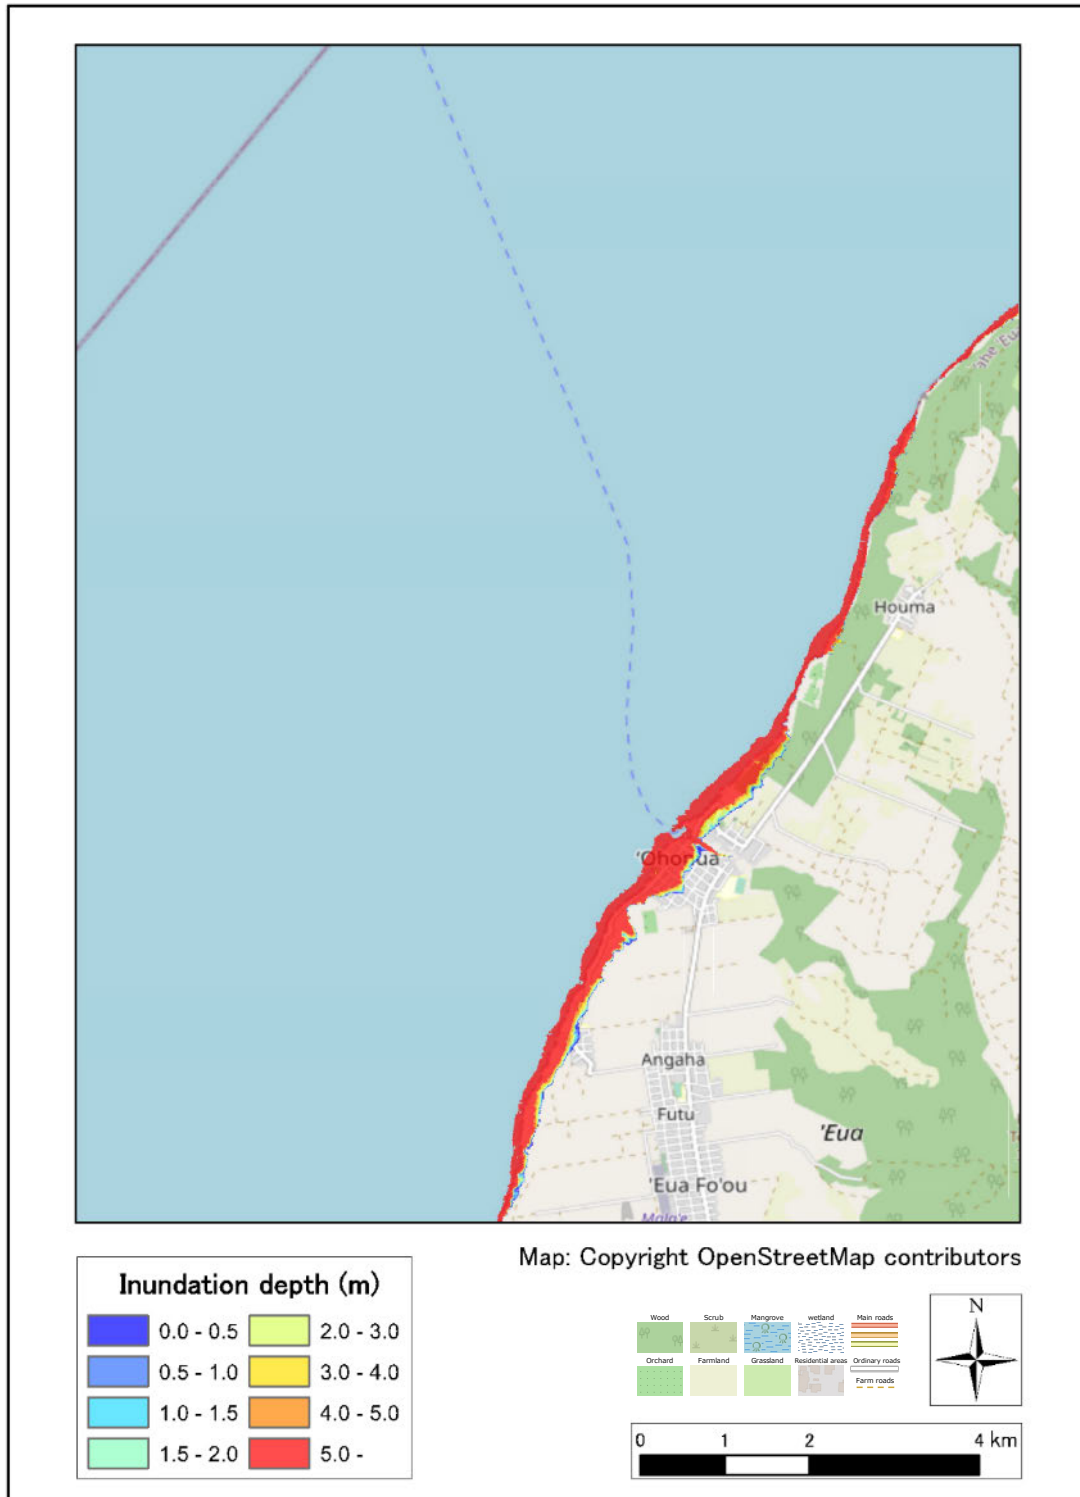 'ane 'Eu
Houma
'Ohonua
Angaha
Futu
'Eua
'Eua Fo'ou
Mala'e
Map: Copyright OpenStreetMap contributors
Inundation depth (m)
0.0 - 0.5
2.0 - 3.0
0.5 - 1.0
3.0 - 4.0
1.0 - 1.5
4.0 - 5.0
1.5 - 2.0
5.0 -
Wood Scrub Mangrove wetland Main roads
Orchard Farmland Grassland Residential areas Ordinary roads
Farm roads
N
0 1 2 4 km